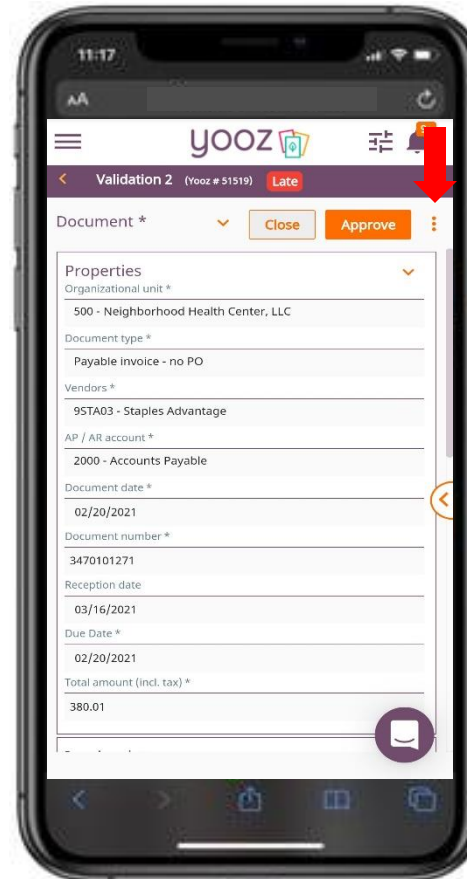 11:17
AA
yooz
Validation 2 (Yooz # 51519) Late
Document * Close Approve
Properties
Organizational unit *
500 - Neighborhood Health Center, LLC
Document type *
Payable invoice - no PO
Vendors *
9STA03 - Staples Advantage
AP / AR account *
2000 - Accounts Payable
Document date *
02/20/2021
Document number *
3470101271
Reception date
03/16/2021
Due Date *
02/20/2021
Total amount (incl. tax) *
380.01